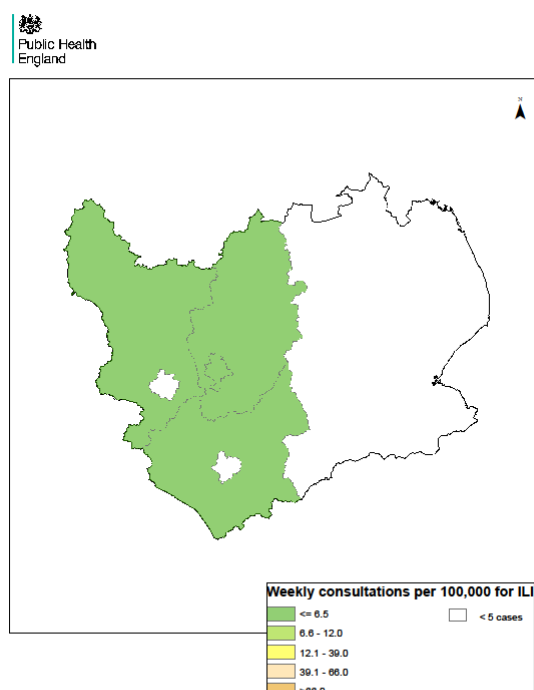 Public Health
England
N
Weekly consultations per 100,000 for ILI
<= 6.5
< 5 cases
6.6 - 12.0
12.1 - 39.0
39.1 - 66.0